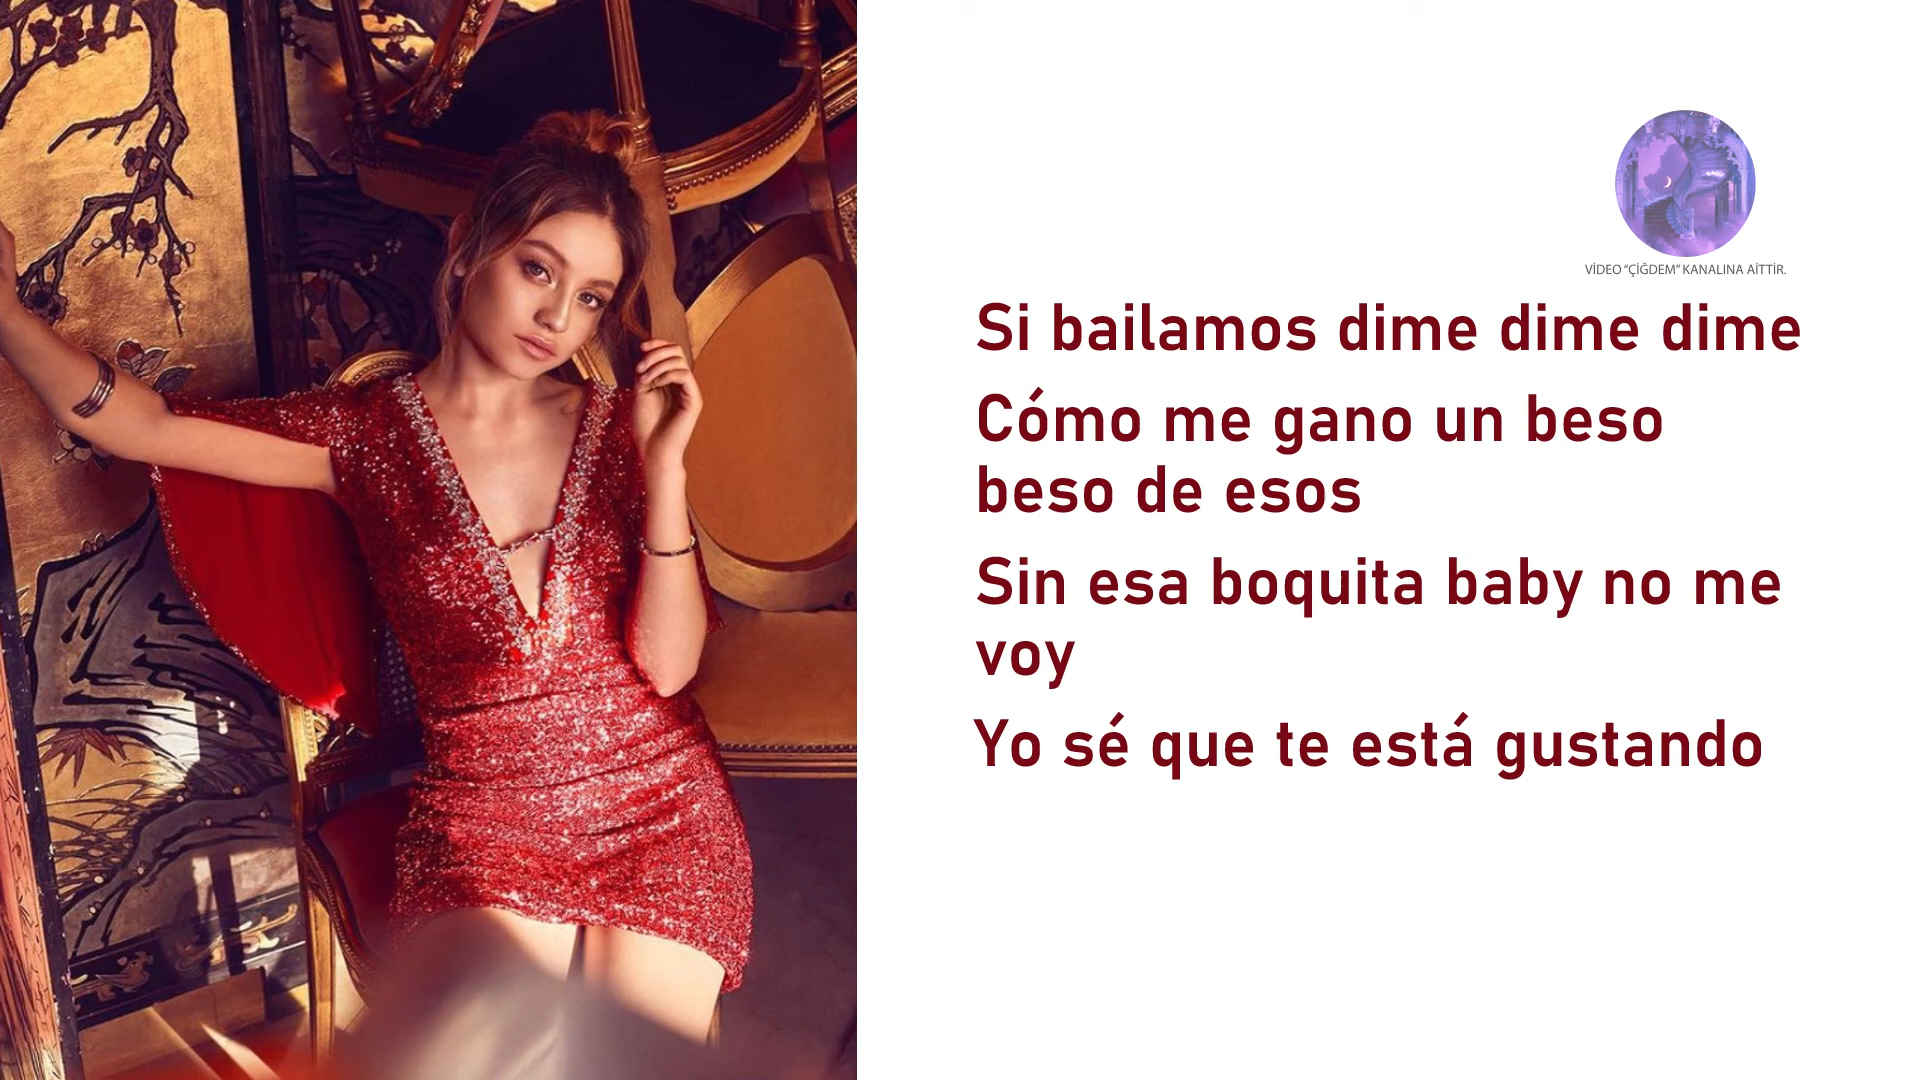 VİDEO “ÇİĞDEM” KANALINA AİTTİR.
Si bailamos dime dime dime
Cómo me gano un beso
beso de esos
Sin esa boquita baby no me
voy
Yo sé que te está gustando